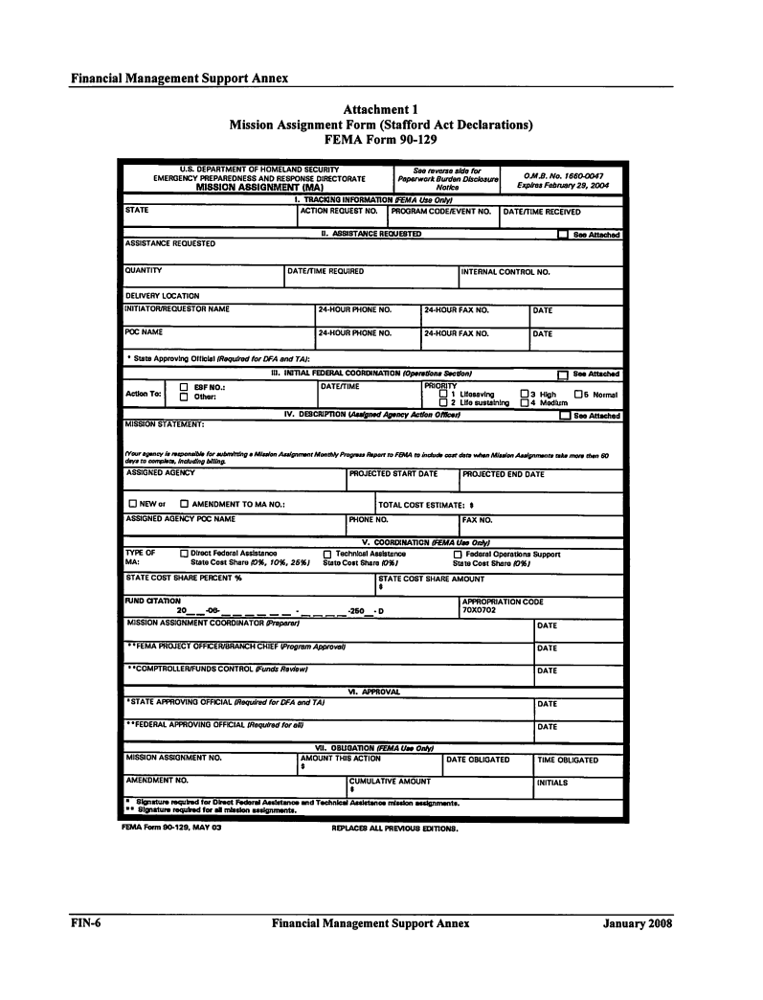 Financial Management Support Annex
Attachment 1
Mission Assignment Form (Stafford Act Declarations)
FEMA Form 90-129
U.S. DEPARTMENT OF HOMELAND SECURITY
EMERGENCY PREPAREDNESS AND RESPONSE DIRECTORATE
MISSION ASSIGNMENT (MA)
See reverse side for
Paperwork Burden Disclosure
Notice
O.M.B. No. 1660-0047
Expires February 29, 2004
I. TRACKING INFORMATION (FEMA Use Only)
STATE
ACTION REQUEST NO.
PROGRAM CODE/EVENT NO.
DATE/TIME RECEIVED
II. ASSISTANCE REQUESTED
See Attached
ASSISTANCE REQUESTED
QUANTITY
DATE/TIME REQUIRED
INTERNAL CONTROL NO.
DELIVERY LOCATION
INITIATOR/REQUESTOR NAME
24-HOUR PHONE NO.
24-HOUR FAX NO.
DATE
POC NAME
24-HOUR PHONE NO.
24-HOUR FAX NO.
DATE
* State Approving Official (Required for DFA and TA):
III. INITIAL FEDERAL COORDINATION (Operations Section)
See Attached
Action To:
ESF NO.:
Other:
DATE/TIME
PRIORITY
1 Lifesaving
2 Life sustaining
3 High
4 Medium
5 Normal
IV. DESCRIPTION (Assigned Agency Action Officer)
See Attached
MISSION STATEMENT:
(Your agency is responsible for submitting a Mission Assignment Monthly Progress Report to FEMA to include cost data when Mission Assignments take more then 60
days to complete, including billing.
ASSIGNED AGENCY
PROJECTED START DATE
PROJECTED END DATE
NEW or
AMENDMENT TO MA NO.:
TOTAL COST ESTIMATE: $
ASSIGNED AGENCY POC NAME
PHONE NO.
FAX NO.
V. COORDINATION (FEMA Use Only)
TYPE OF
MA:
Direct Federal Assistance
State Cost Share (0%, 10%, 25%)
Technical Assistance
State Cost Share (0%)
Federal Operations Support
State Cost Share (0%)
STATE COST SHARE PERCENT %
STATE COST SHARE AMOUNT
$
FUND CITATION
20_ _-06-_ _ _ _ _ _ _ -_ _ _ _-250_-D
APPROPRIATION CODE
70X0702
MISSION ASSIGNMENT COORDINATOR (Preparer)
DATE
**FEMA PROJECT OFFICER/BRANCH CHIEF (Program Approval)
DATE
**COMPTROLLER/FUNDS CONTROL (Funds Review)
DATE
VI. APPROVAL
*STATE APPROVING OFFICIAL (Required for DFA and TA)
DATE
**FEDERAL APPROVING OFFICIAL (Required for all)
DATE
VII. OBLIGATION (FEMA Use Only)
MISSION ASSIGNMENT NO.
AMOUNT THIS ACTION
$
DATE OBLIGATED
TIME OBLIGATED
AMENDMENT NO.
CUMULATIVE AMOUNT
$
INITIALS
* Signature required for Direct Federal Assistance and Technical Assistance mission assignments.
** Signature required for all mission assignments.
FEMA Form 90-129, MAY 03
REPLACES ALL PREVIOUS EDITIONS.
FIN-6
Financial Management Support Annex
January 2008